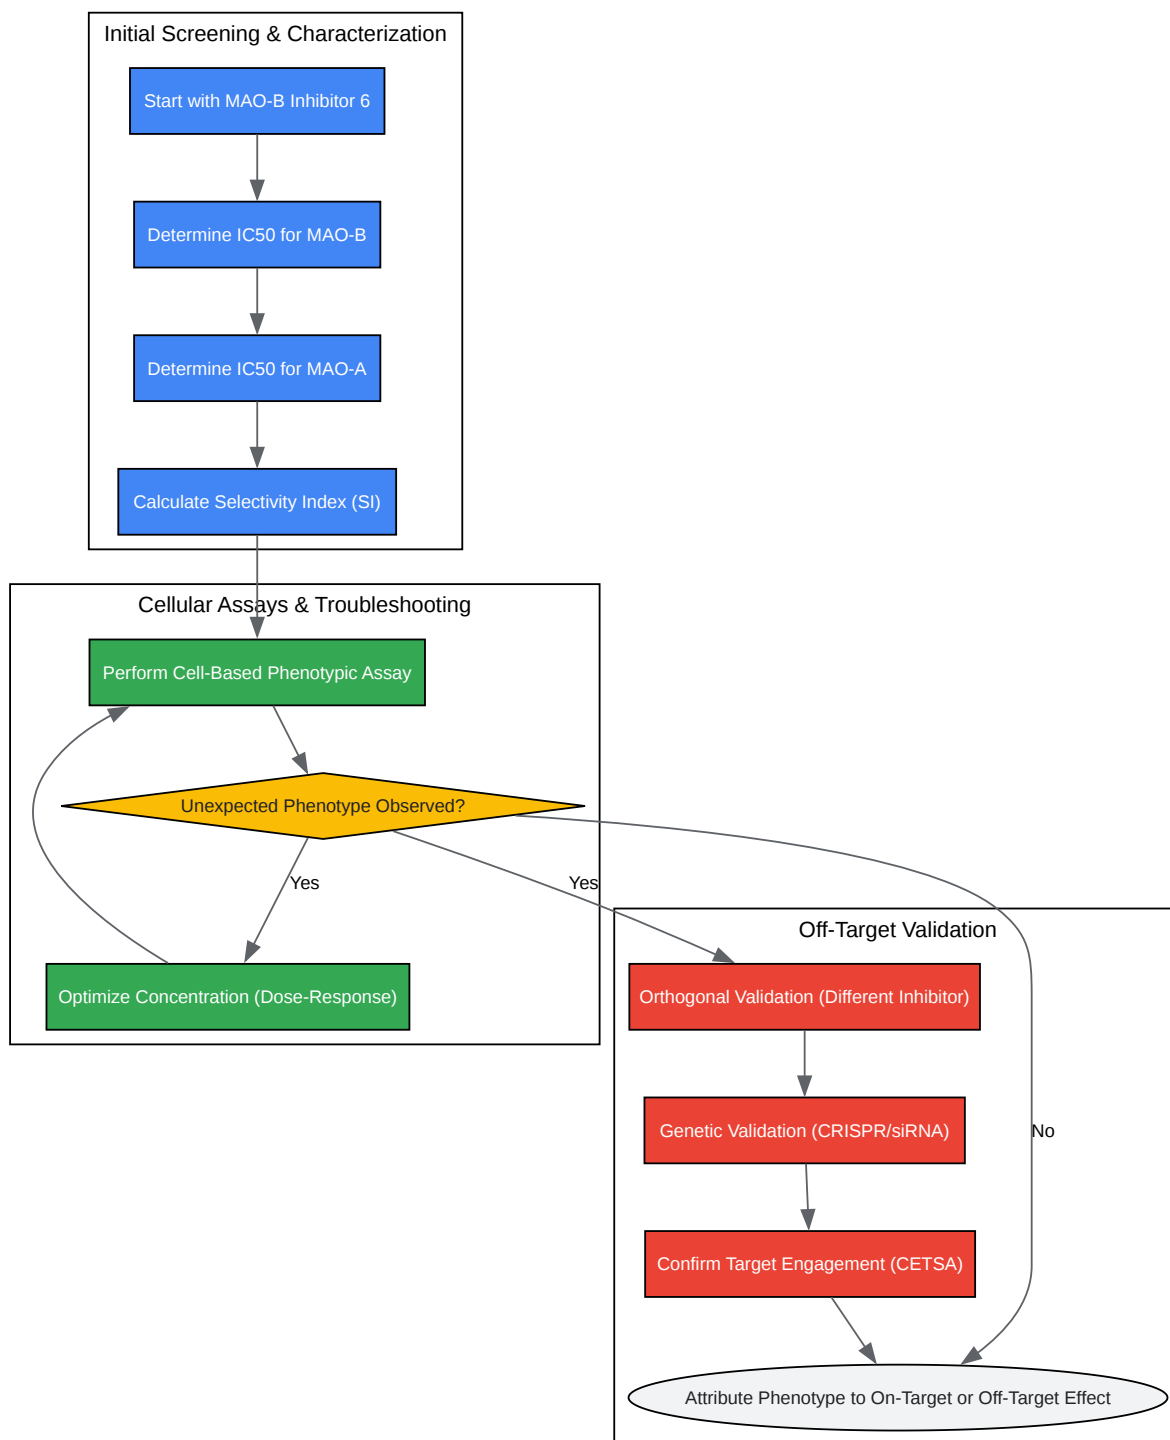 Initial Screening & Characterization
Start with MAO-B Inhibitor 6
Determine IC50 for MAO-B
Determine IC50 for MAO-A
Calculate Selectivity Index (SI)
Cellular Assays & Troubleshooting
Perform Cell-Based Phenotypic Assay
Unexpected Phenotype Observed?
Yes
Yes
Optimize Concentration (Dose-Response)
Off-Target Validation
Orthogonal Validation (Different Inhibitor)
Genetic Validation (CRISPR/siRNA)
No
Confirm Target Engagement (CETSA)
Attribute Phenotype to On-Target or Off-Target Effect